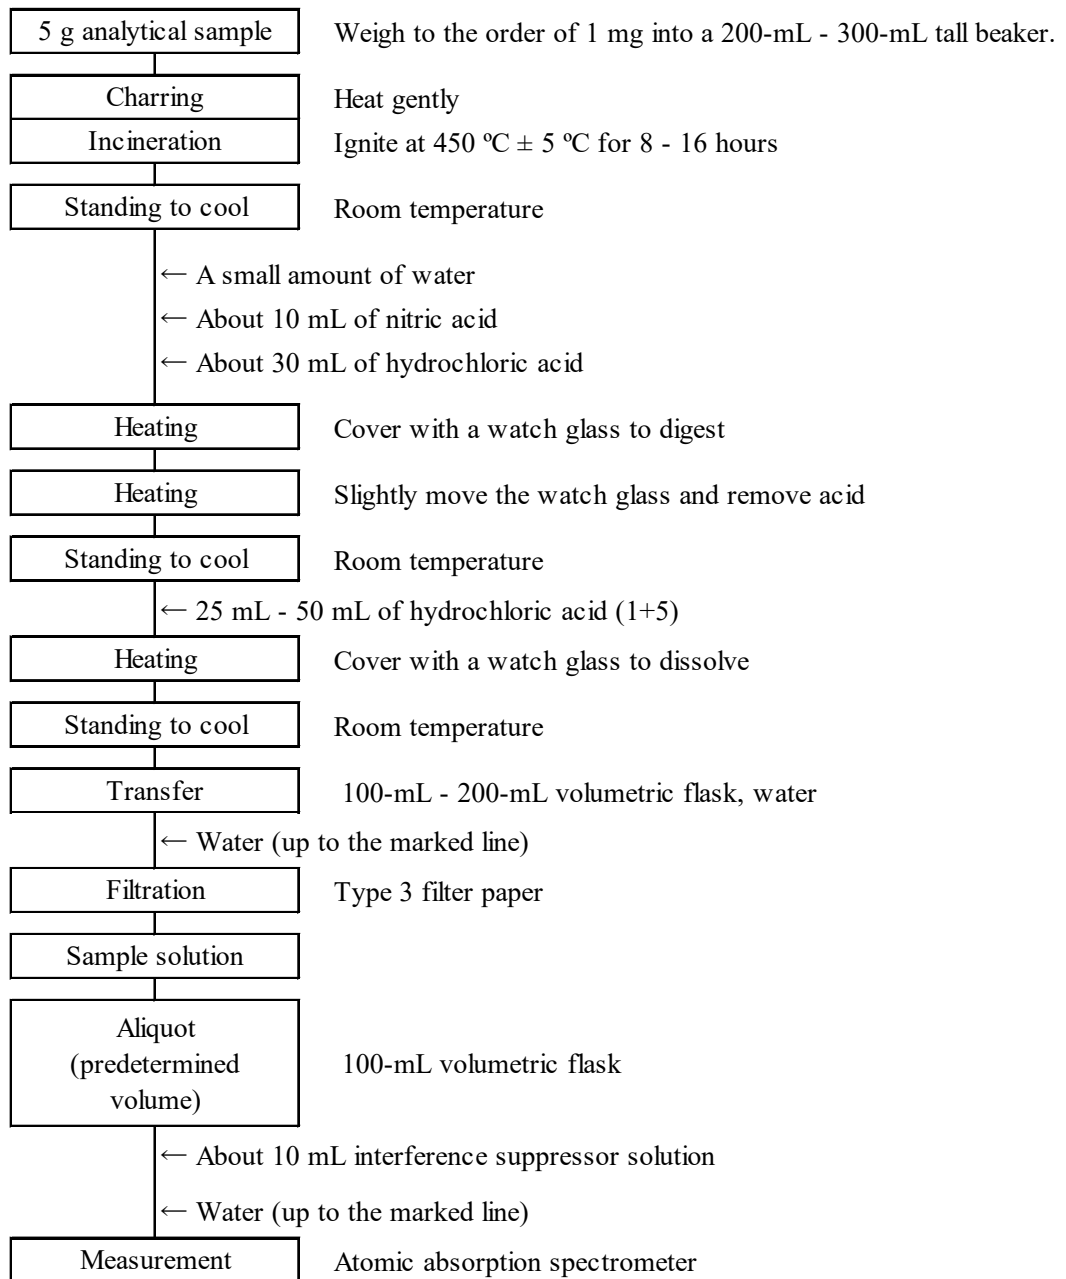 5 g analytical sample Weigh to the order of 1 mg into a 200-mL - 300-mL tall beaker.
Charring Heat gently
Incineration Ignite at 450 ºC ± 5 ºC for 8 - 16 hours
Standing to cool Room temperature
← A small amount of water
← About 10 mL of nitric acid
← About 30 mL of hydrochloric acid
Heating Cover with a watch glass to digest
Heating Slightly move the watch glass and remove acid
Standing to cool Room temperature
← 25 mL - 50 mL of hydrochloric acid (1+5)
Heating Cover with a watch glass to dissolve
Standing to cool Room temperature
Transfer 100-mL - 200-mL volumetric flask, water
← Water (up to the marked line)
Filtration Type 3 filter paper
Sample solution
Aliquot
(predetermined
volume)
100-mL volumetric flask
← About 10 mL interference suppressor solution
← Water (up to the marked line)
Measurement Atomic absorption spectrometer